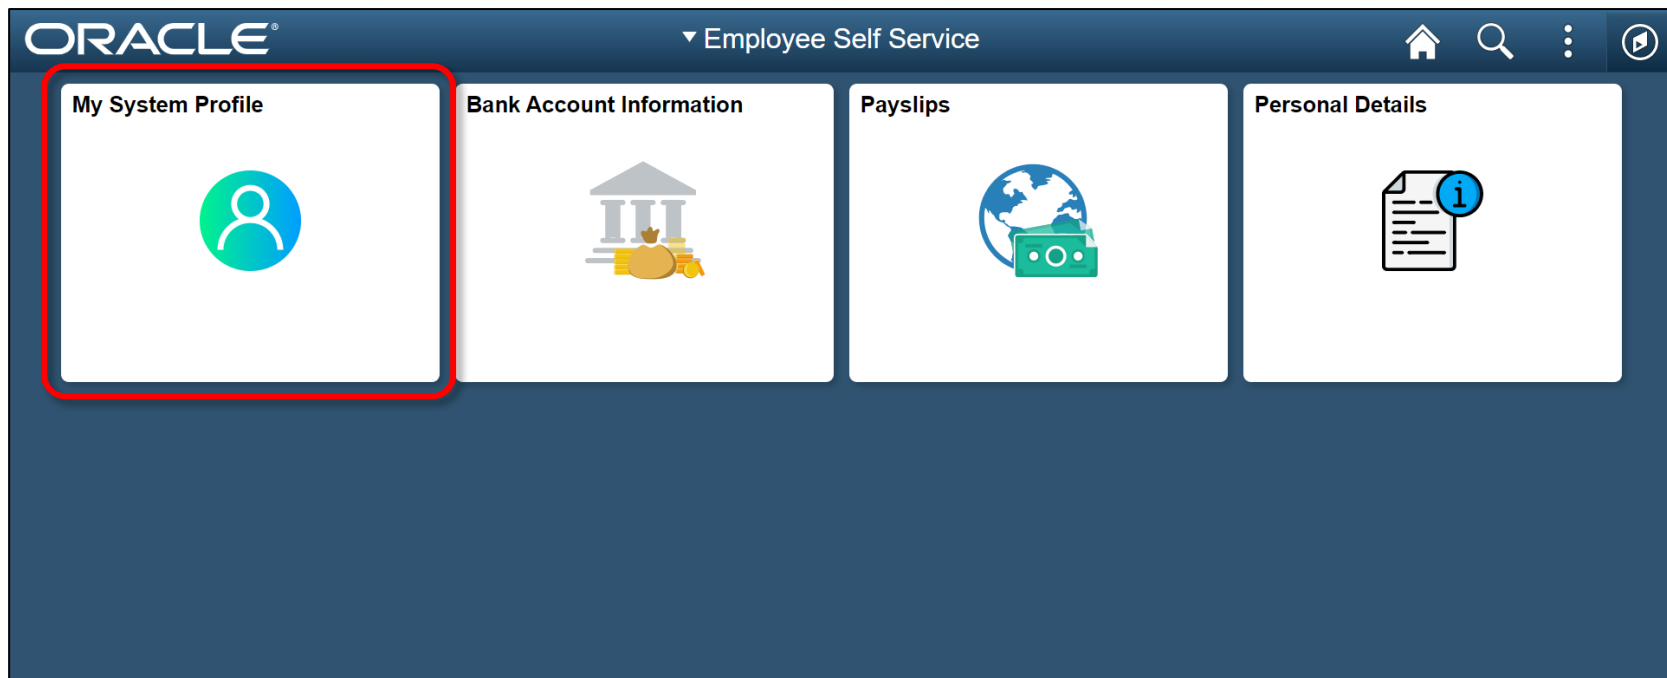 ORACLE®
Employee Self Service
My System Profile
Bank Account Information
Payslips
Personal Details
i